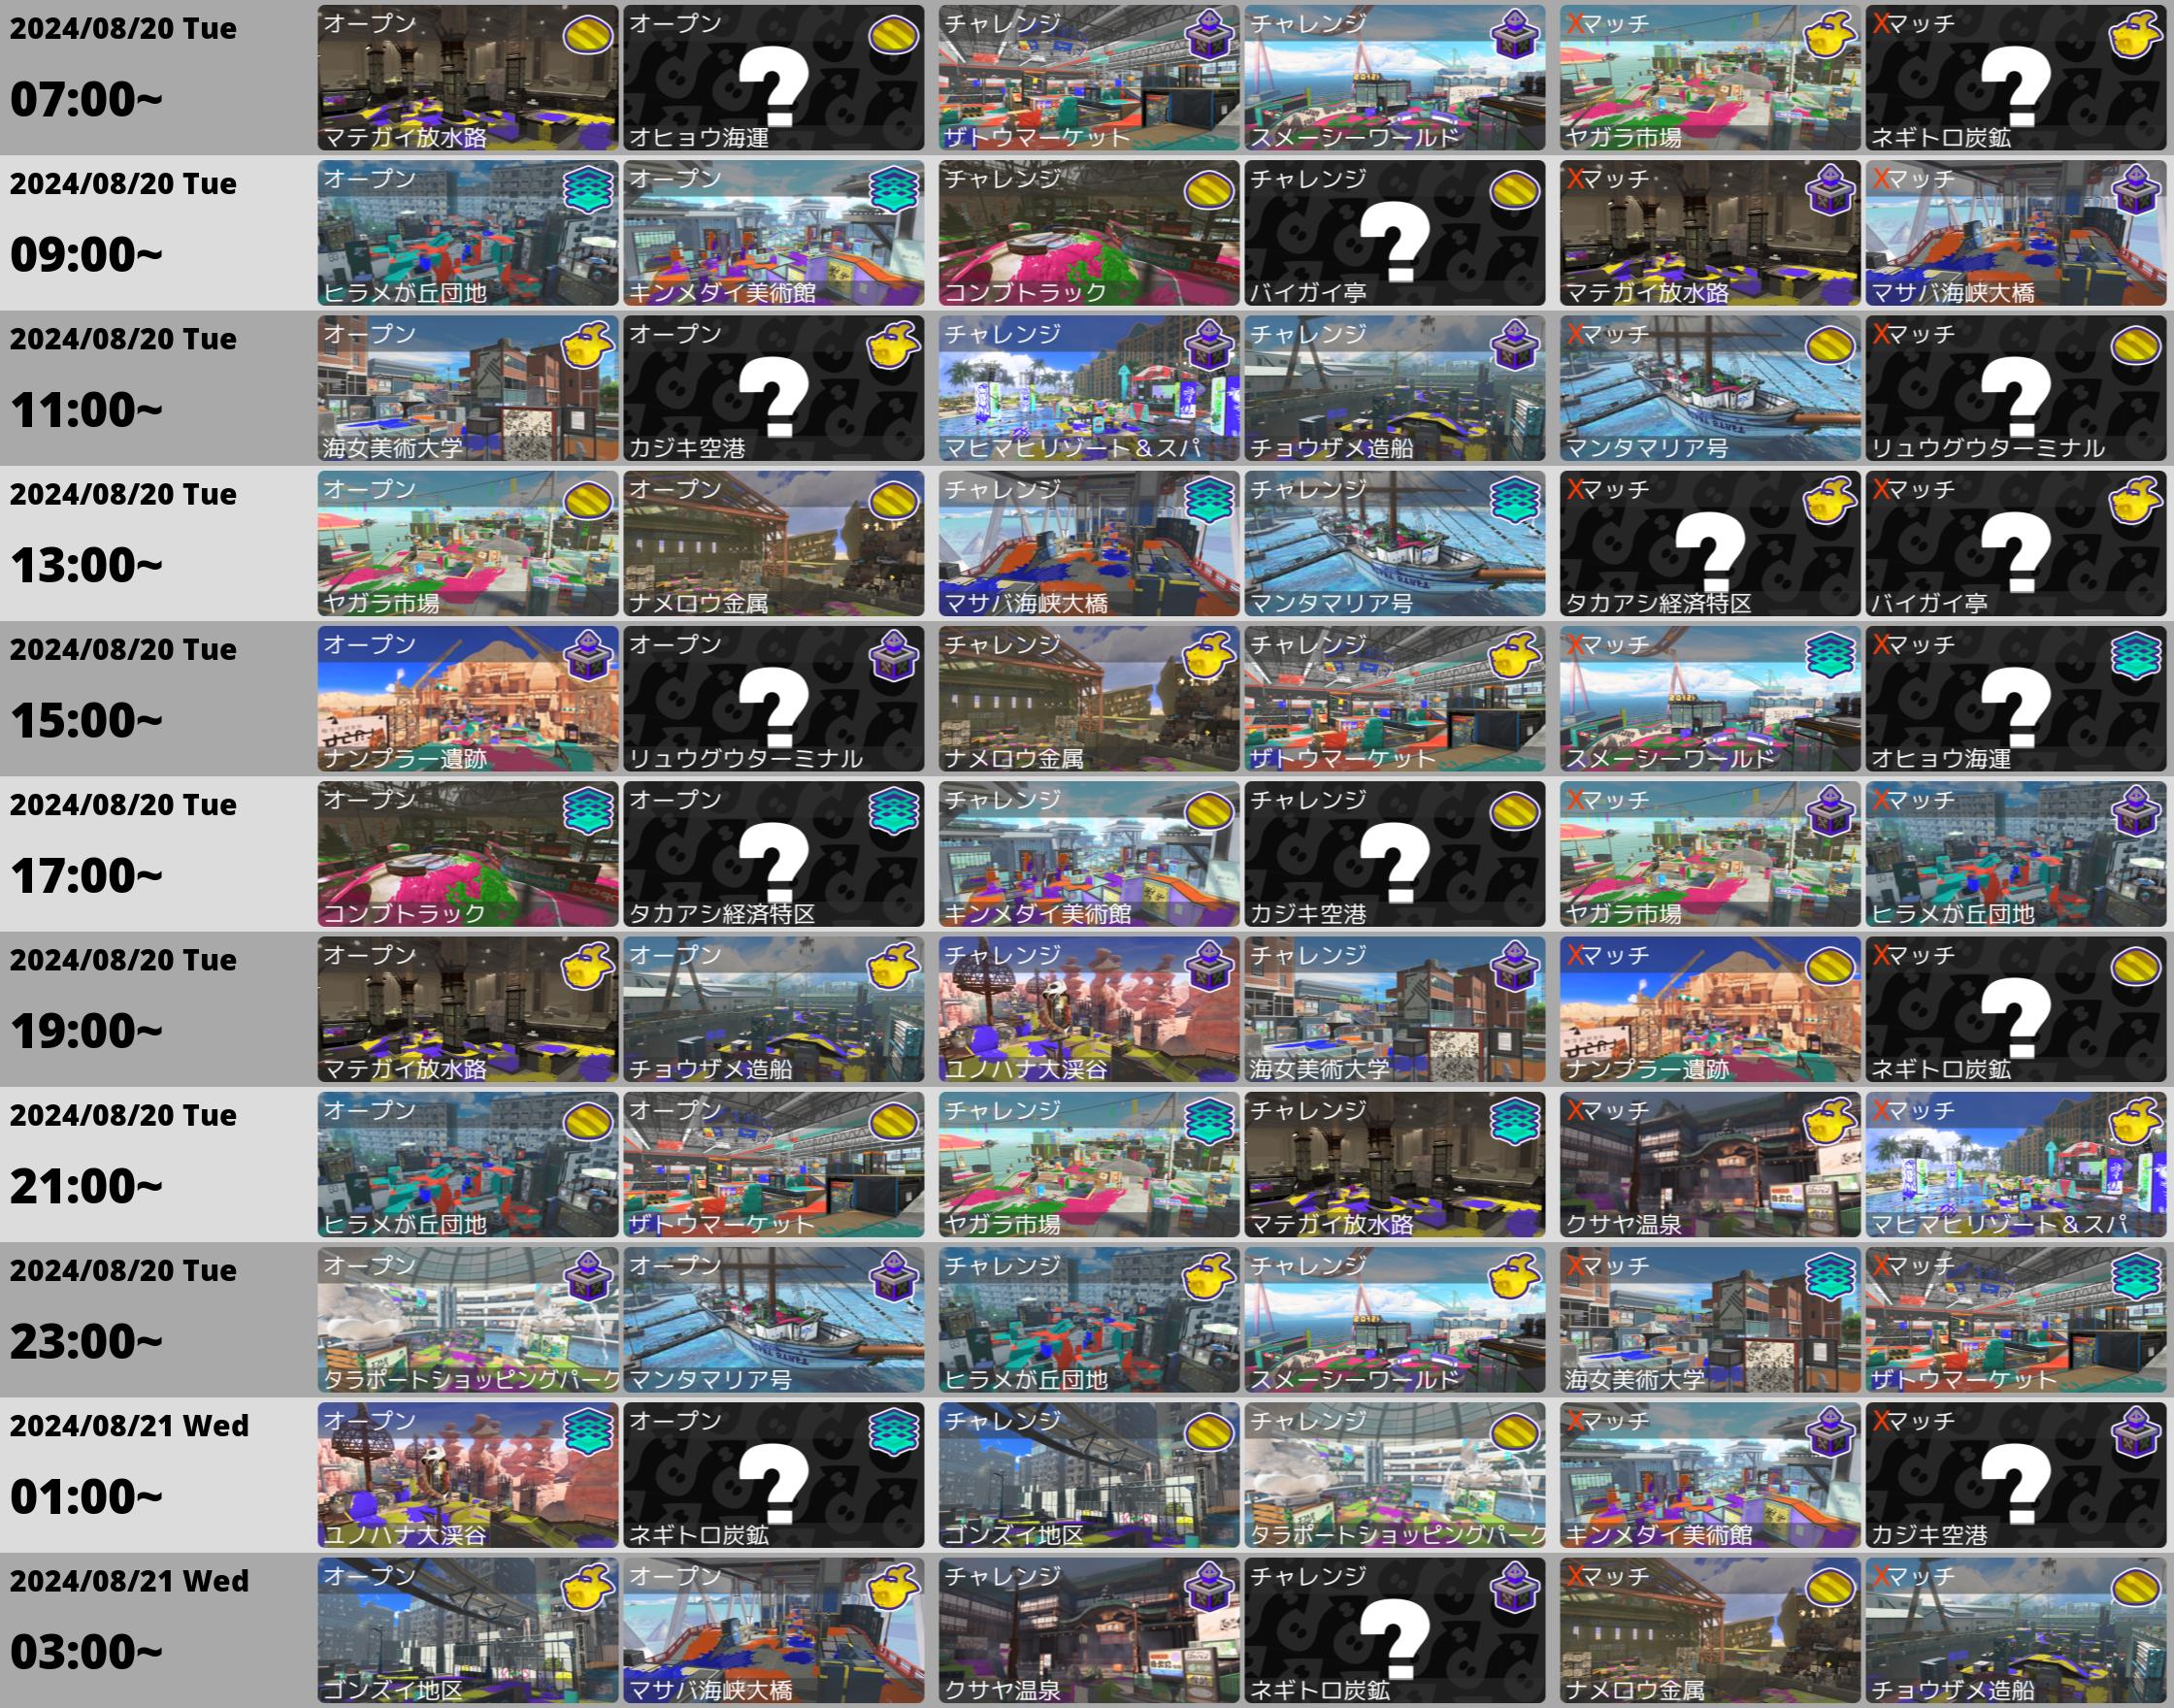 2024/08/20 Tue
07:00~
オープン
マテガイ放水路
オープン
オヒョウ海運
チャレンジ
ザトウマーケット
チャレンジ
スメーシーワールド
Xマッチ
ヤガラ市場
Xマッチ
ネギトロ炭鉱
2024/08/20 Tue
09:00~
オープン
ヒラメが丘団地
オープン
キンメダイ美術館
チャレンジ
コンブトラック
チャレンジ
バイガイ亭
Xマッチ
マテガイ放水路
Xマッチ
マサバ海峡大橋
2024/08/20 Tue
11:00~
オープン
海女美術大学
オープン
カジキ空港
チャレンジ
マヒマヒリゾート＆スパ
チャレンジ
チョウザメ造船
Xマッチ
マンタマリア号
Xマッチ
リュウグウターミナル
2024/08/20 Tue
13:00~
オープン
ヤガラ市場
オープン
ナメロウ金属
チャレンジ
マサバ海峡大橋
チャレンジ
マンタマリア号
Xマッチ
タカアシ経済特区
Xマッチ
バイガイ亭
2024/08/20 Tue
15:00~
オープン
ナンプラー遺跡
オープン
リュウグウターミナル
チャレンジ
ナメロウ金属
チャレンジ
ザトウマーケット
Xマッチ
スメーシーワールド
Xマッチ
オヒョウ海運
2024/08/20 Tue
17:00~
オープン
コンブトラック
オープン
タカアシ経済特区
チャレンジ
キンメダイ美術館
チャレンジ
カジキ空港
Xマッチ
ヤガラ市場
Xマッチ
ヒラメが丘団地
2024/08/20 Tue
19:00~
オープン
マテガイ放水路
オープン
チョウザメ造船
チャレンジ
ユノハナ大渓谷
チャレンジ
海女美術大学
Xマッチ
ナンプラー遺跡
Xマッチ
ネギトロ炭鉱
2024/08/20 Tue
21:00~
オープン
ヒラメが丘団地
オープン
ザトウマーケット
チャレンジ
ヤガラ市場
チャレンジ
マテガイ放水路
Xマッチ
クサヤ温泉
Xマッチ
マヒマヒリゾート＆スパ
2024/08/20 Tue
23:00~
オープン
タラポートショッピングパーク
オープン
マンタマリア号
チャレンジ
ヒラメが丘団地
チャレンジ
スメーシーワールド
Xマッチ
海女美術大学
Xマッチ
ザトウマーケット
2024/08/21 Wed
01:00~
オープン
ユノハナ大渓谷
オープン
ネギトロ炭鉱
チャレンジ
ゴンズイ地区
チャレンジ
タラポートショッピングパーク
Xマッチ
キンメダイ美術館
Xマッチ
カジキ空港
2024/08/21 Wed
03:00~
オープン
ゴンズイ地区
オープン
マサバ海峡大橋
チャレンジ
クサヤ温泉
チャレンジ
ネギトロ炭鉱
Xマッチ
ナメロウ金属
Xマッチ
チョウザメ造船